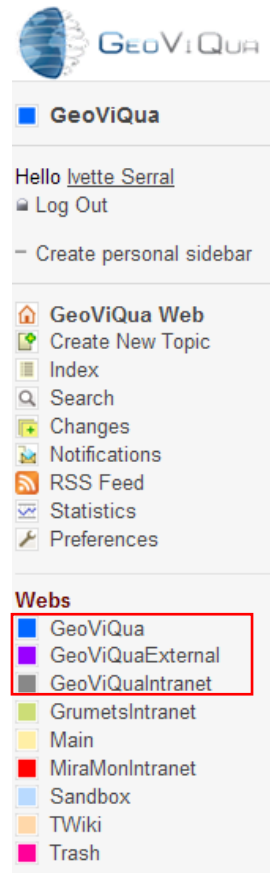 GeoViQua
GeoViQua
Hello Ivette Serral
Log Out
Create personal sidebar
GeoViQua Web
Create New Topic
Index
Search
Changes
Notifications
RSS Feed
Statistics
Preferences
Webs
GeoViQua
GeoViQuaExternal
GeoViQuaIntranet
GrumetsIntranet
Main
MiraMonIntranet
Sandbox
TWiki
Trash